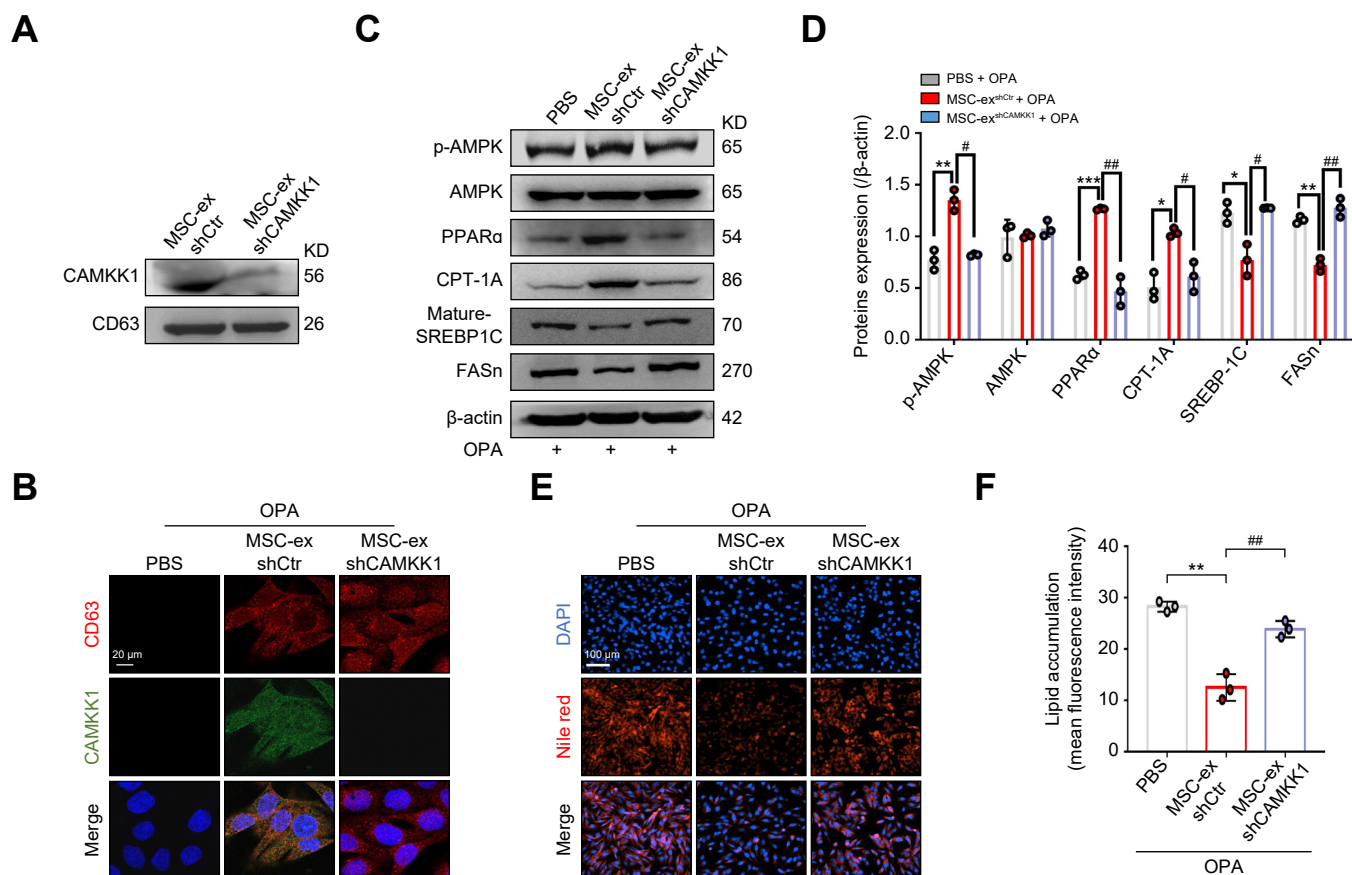 A
MSC-ex
shCtr
MSC-ex
shCAMKK1
KD
CAMKK1
56
CD63
26
C
PBS
MSC-ex
shCtr
MSC-ex
shCAMKK1
KD
p-AMPK
65
AMPK
65
PPARα
54
CPT-1A
86
Mature-
SREBP1C
70
FASn
270
β-actin
42
OPA + + +
D
PBS + OPA
MSC-exshCtr + OPA
MSC-exshCAMKK1 + OPA
Proteins expression (/β-actin)
2.0
1.5
1.0
0.5
0.0
** #
*** ##
* #
* #
** ##
p-AMPK
AMPK
PPARα
CPT-1A
SREBP-1C
FASn
B
OPA
PBS
MSC-ex
shCtr
MSC-ex
shCAMKK1
CD63
20 μm
CAMKK1
Merge
E
OPA
PBS
MSC-ex
shCtr
MSC-ex
shCAMKK1
DAPI
100 μm
Nile red
Merge
F
Lipid accumulation
(mean fluorescence intensity)
40
30
20
10
0
**
##
PBS
MSC-ex
shCtr
MSC-ex
shCAMKK1
OPA